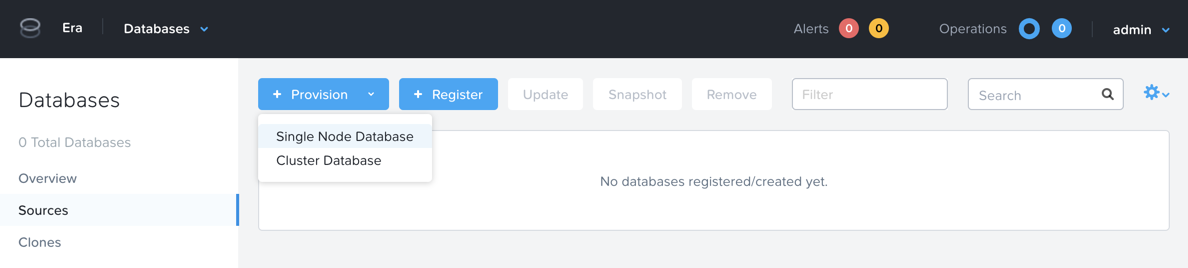 Era
Databases
Alerts 0 0
Operations 0
admin
Databases
0 Total Databases
Overview
Sources
Clones
+ Provision
+ Register
Update
Snapshot
Remove
Filter
Search
Single Node Database
Cluster Database
No databases registered/created yet.